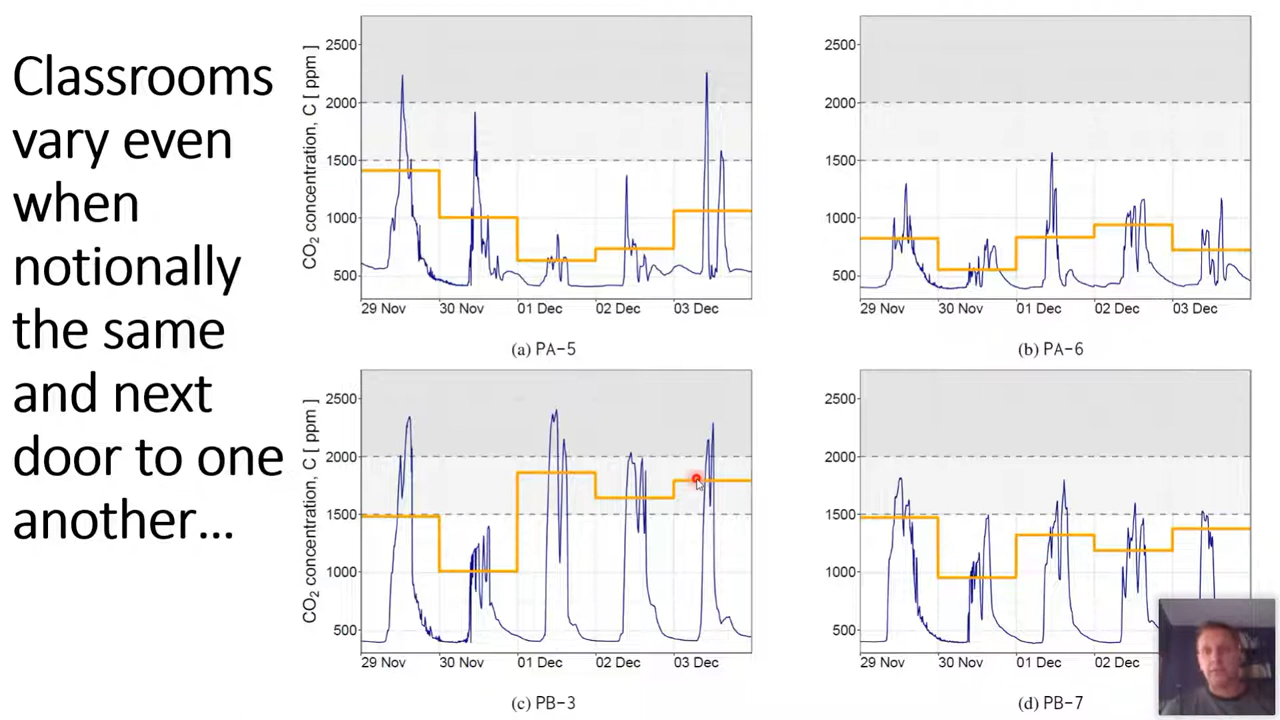 Classrooms
vary even
when
notionally
the same
and next
door to one
another...
CO2 concentration, C [ ppm ]
2500
2000
1500
1000
500
29 Nov 30 Nov 01 Dec 02 Dec 03 Dec
(a) PA-5
2500
2000
1500
1000
500
29 Nov 30 Nov 01 Dec 02 Dec 03 Dec
(b) PA-6
CO2 concentration, C [ ppm ]
2500
2000
1500
1000
500
29 Nov 30 Nov 01 Dec 02 Dec 03 Dec
(c) PB-3
2500
2000
1500
1000
500
29 Nov 30 Nov 01 Dec 02 Dec
(d) PB-7